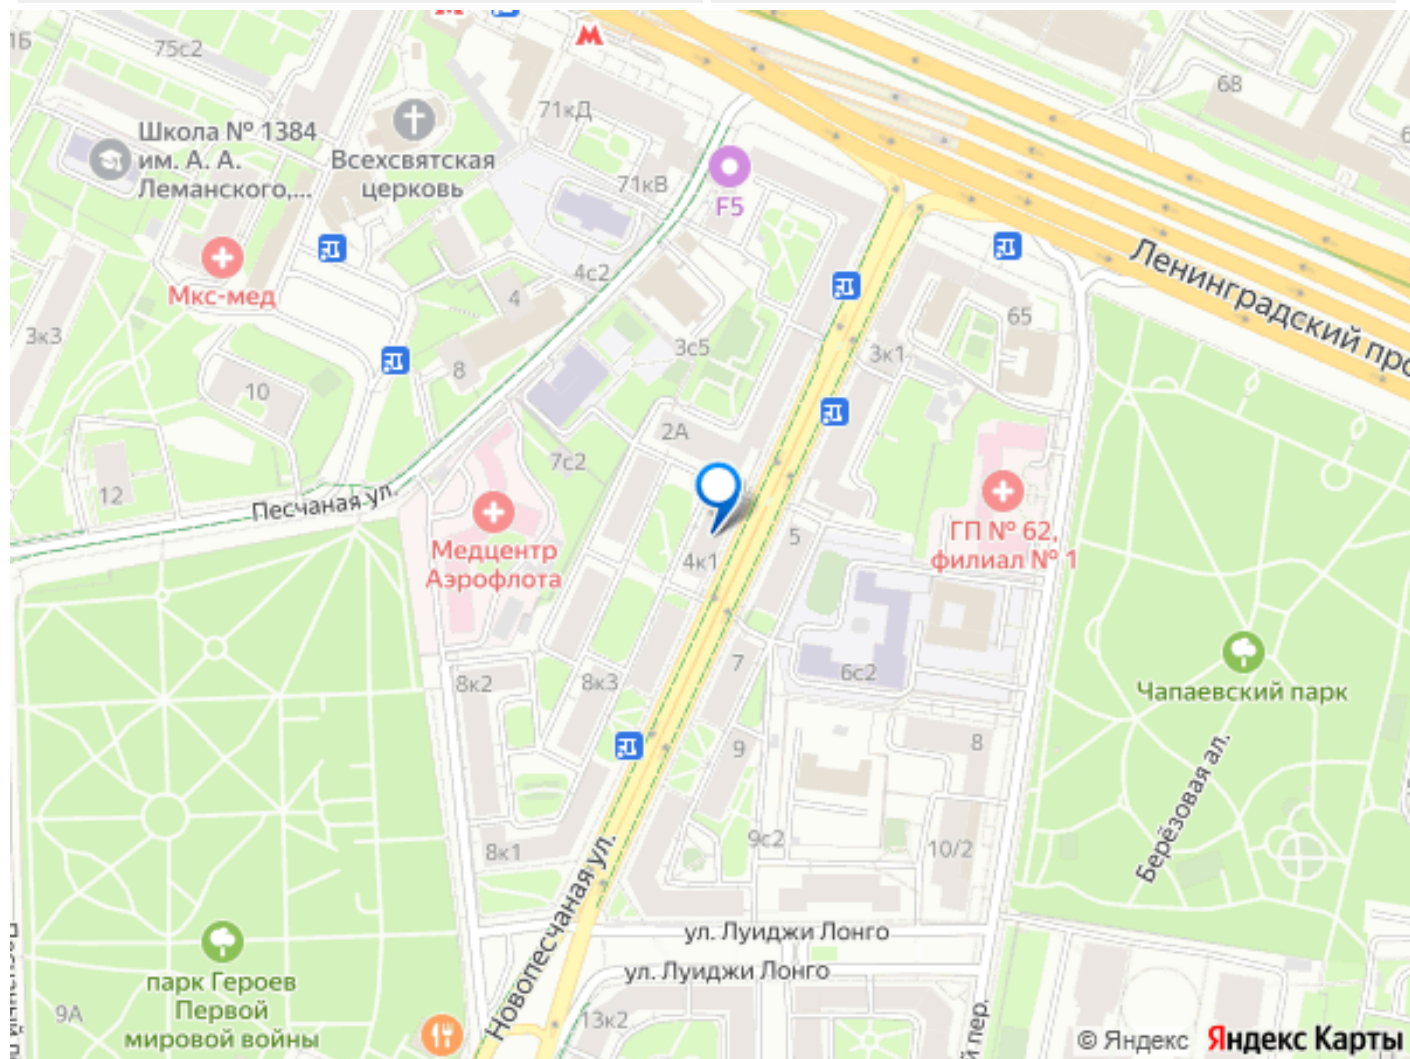 75с2
68
71кД
Школа № 1384
им. А. А.
Леманского,...
Всехсвятская
церковь
71кВ
F5
Ленинградский про
4с2
Мкс-мед
4
65
3к3
3с5
3к1
8
10
2А
7с2
12
Песчаная ул.
Медцентр
Аэрофлота
4к1
5
ГП № 62,
филиал № 1
7
6с2
8к2
8к3
Чапаевский парк
9
8
Берёзовая ал.
8к1
9с2
10/2
Новопесчаная ул.
ул. Луиджи Лонго
ул. Луиджи Лонго
парк Героев
Первой
мировой войны
9А
13к2
й пер.
© Яндекс Яндекс Карты